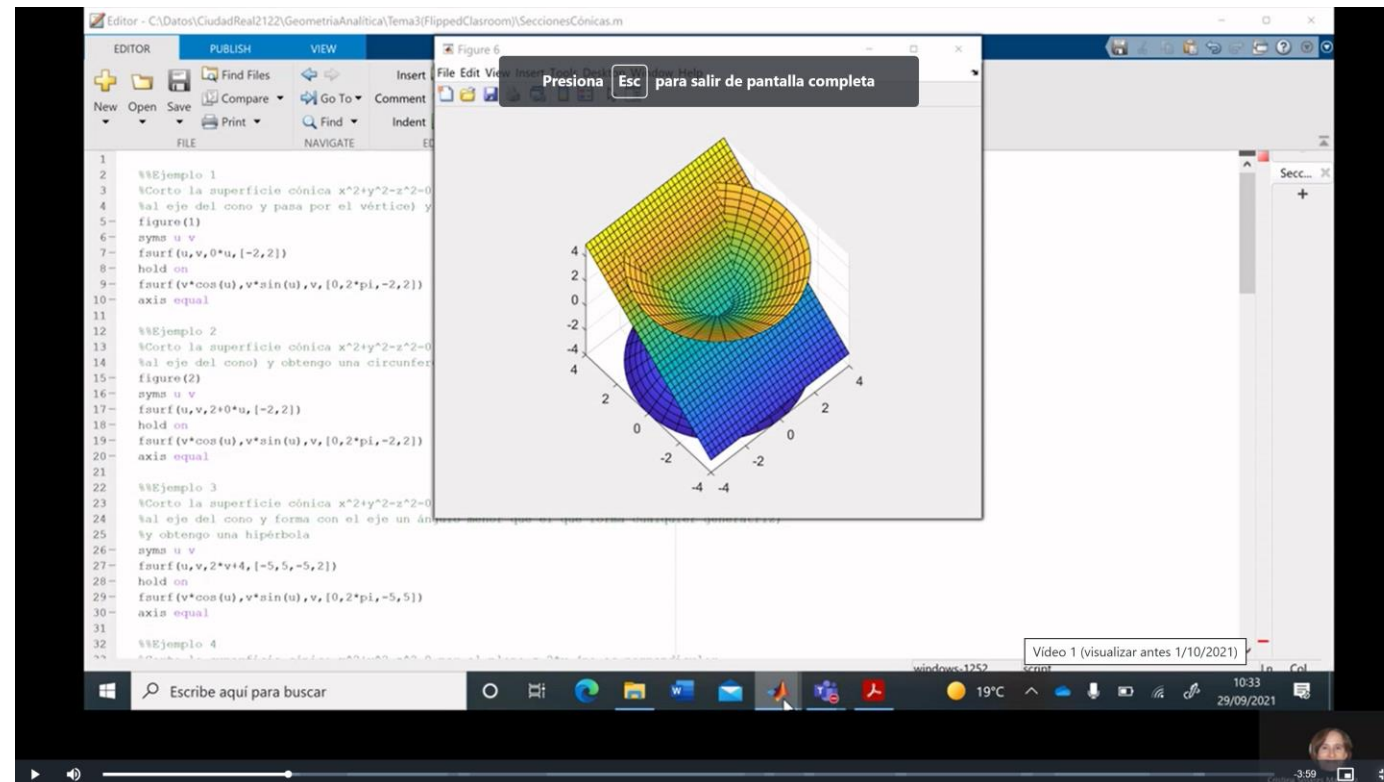 Editor - C:\Datos\CiudadReal2122\GeometriaAnalítica\Tema3(FlippedClasroom)\SeccionesCónicas.m
EDITOR PUBLISH VIEW
Figure 6
File Edit View Insert Tools Desktop Window Help
Presiona Esc para salir de pantalla completa
New Open Save
Find Files
Compare
Print
Go To
Find
Insert
Comment
Indent
FILE NAVIGATE
Secc...
1
2 %%Ejemplo 1
3 %Corto la superficie cónica x^2+y^2-z^2=0
4 %al eje del cono y pasa por el vértice) y
5 figure(1)
6 syms u v
7 fsurf(u,v,0*u,[-2,2])
8 hold on
9 fsurf(v*cos(u),v*sin(u),v,[0,2*pi,-2,2])
10 axis equal
11
12 %%Ejemplo 2
13 %Corto la superficie cónica x^2+y^2-z^2=0
14 %al eje del cono) y obtengo una circunfer
15 figure(2)
16 syms u v
17 fsurf(u,v,2+0*u,[-2,2])
18 hold on
19 fsurf(v*cos(u),v*sin(u),v,[0,2*pi,-2,2])
20 axis equal
21
22 %%Ejemplo 3
23 %Corto la superficie cónica x^2+y^2-z^2=0
24 %al eje del cono y forma con el eje un ángulo menor que el que forma cualquier generatriz)
25 %y obtengo una hipérbola
26 syms u v
27 fsurf(u,v,2*v+4,[-5,5,-5,2])
28 hold on
29 fsurf(v*cos(u),v*sin(u),v,[0,2*pi,-5,5])
30 axis equal
31
32 %%Ejemplo 4
4
2
0
-2
-4
4
2
0
-2
-4
-4
-2
0
2
4
Vídeo 1 (visualizar antes 1/10/2021)
windows-1252 script Ln Col
Escribe aquí para buscar
19°C
10:33
29/09/2021
-3:59